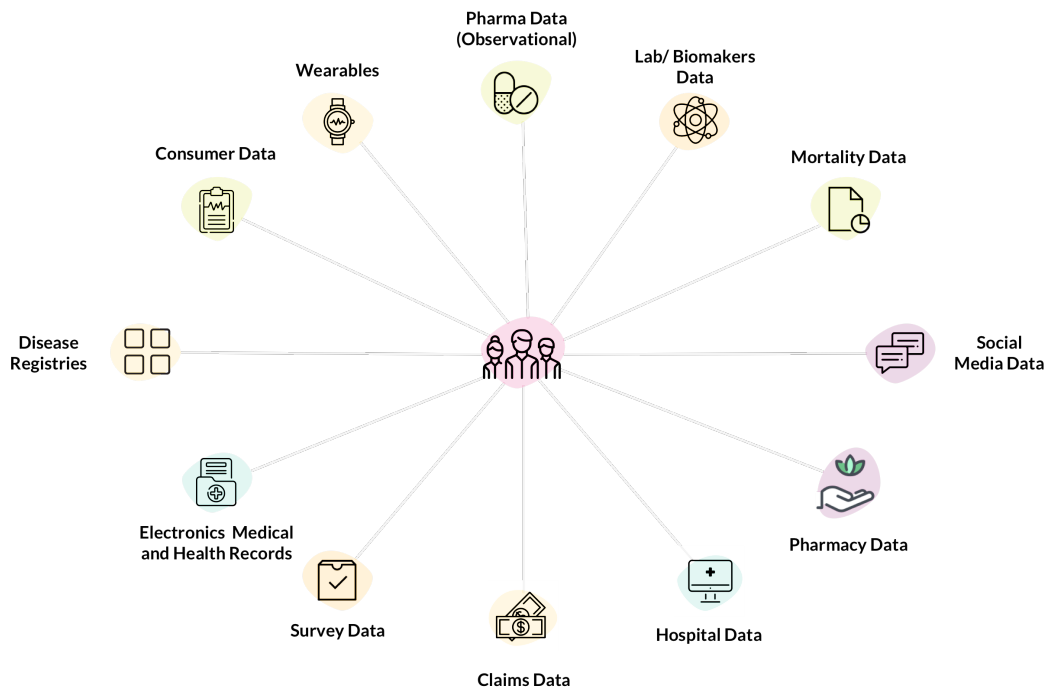 Pharma Data
(Observational)
Lab/ Biomakers
Data
Wearables
Consumer Data
Mortality Data
Disease
Registries
Social
Media Data
Electronics Medical
and Health Records
Pharmacy Data
Survey Data
Hospital Data
Claims Data